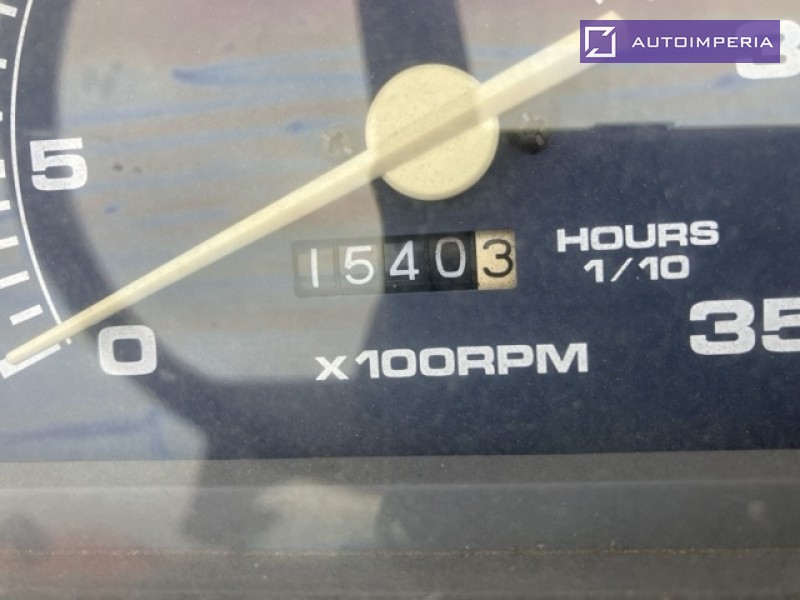 AUTOIMPERIA
5
15403
HOURS
1/10
0
X100RPM
35